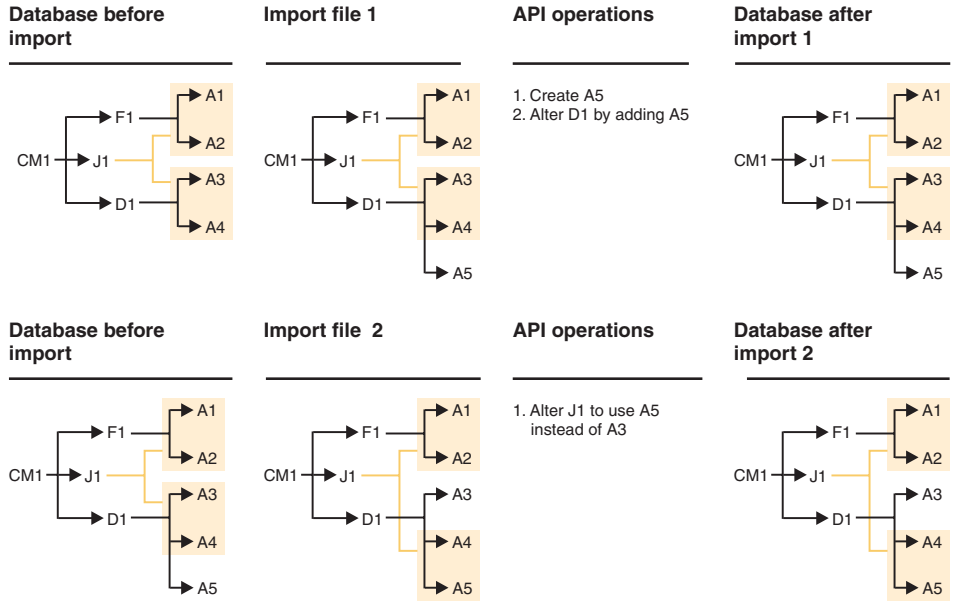 Database before
import
Import file 1
API operations
Database after
import 1
A1
F1
A2
CM1
J1
A3
D1
A4
A1
F1
A2
CM1
J1
A3
D1
A4
A5
1. Create A5
2. Alter D1 by adding A5
A1
F1
A2
CM1
J1
A3
D1
A4
A5
Database before
import
Import file 2
API operations
Database after
import 2
A1
F1
A2
CM1
J1
A3
D1
A4
A5
A1
F1
A2
CM1
J1
A3
D1
A4
A5
1. Alter J1 to use A5
instead of A3
A1
F1
A2
CM1
J1
A3
D1
A4
A5